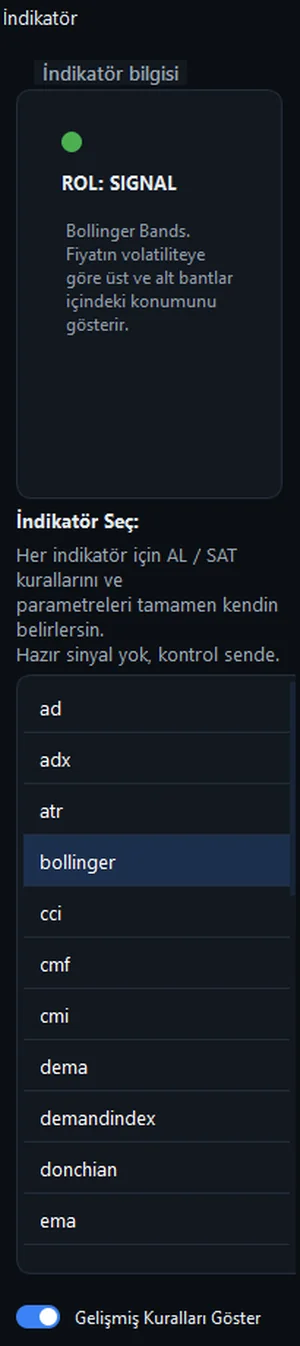 İndikatör
İndikatör bilgisi
ROL: SIGNAL
Bollinger Bands.
Fiyatın volatiliteye
göre üst ve alt bantlar
içindeki konumunu
gösterir.
İndikatör Seç:
Her indikatör için AL / SAT
kurallarını ve
parametreleri tamamen kendin
belirlersin.
Hazır sinyal yok, kontrol sende.
ad
adx
atr
bollinger
cci
cmf
cmi
dema
demandindex
donchian
ema
Gelişmiş Kuralları Göster